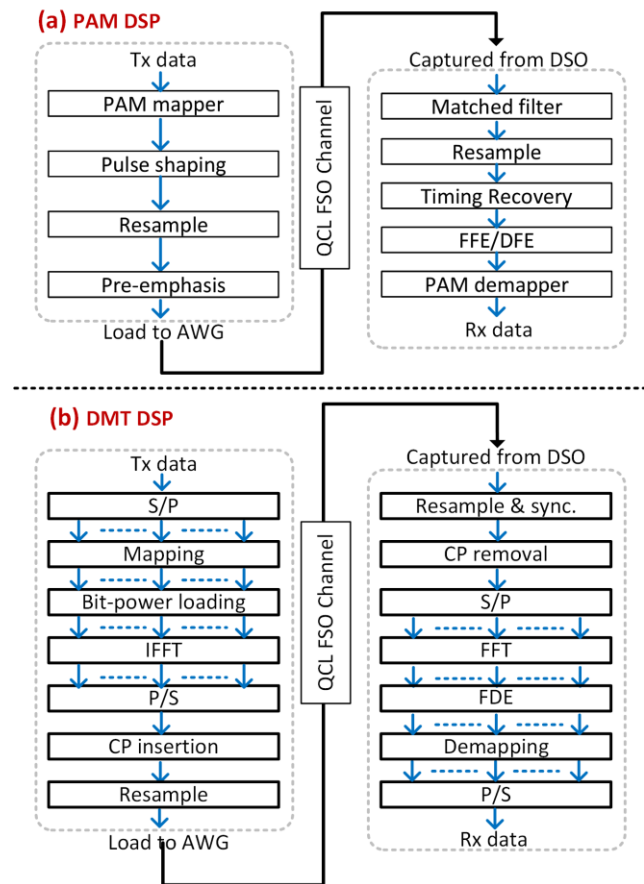 (a) PAM DSP
Tx data
PAM mapper
Pulse shaping
Resample
Pre-emphasis
Load to AWG
QCL FSO Channel
Captured from DSO
Matched filter
Resample
Timing Recovery
FFE/DFE
PAM demapper
Rx data
(b) DMT DSP
Tx data
S/P
Mapping
Bit-power loading
IFFT
P/S
CP insertion
Resample
Load to AWG
QCL FSO Channel
Captured from DSO
Resample & sync.
CP removal
S/P
FFT
FDE
Demapping
P/S
Rx data